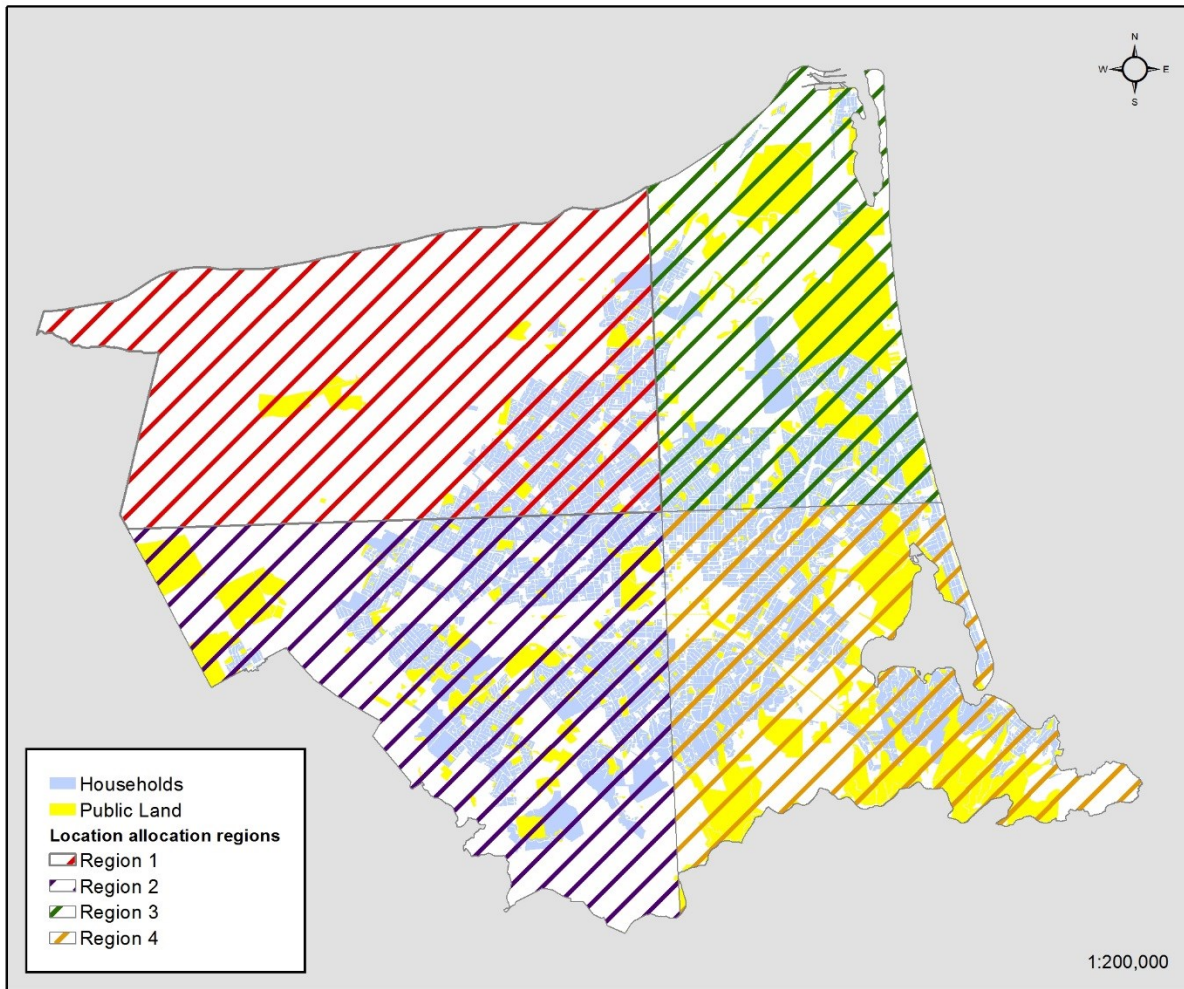 N
W E
S
Households
Public Land
Location allocation regions
Region 1
Region 2
Region 3
Region 4
1:200,000